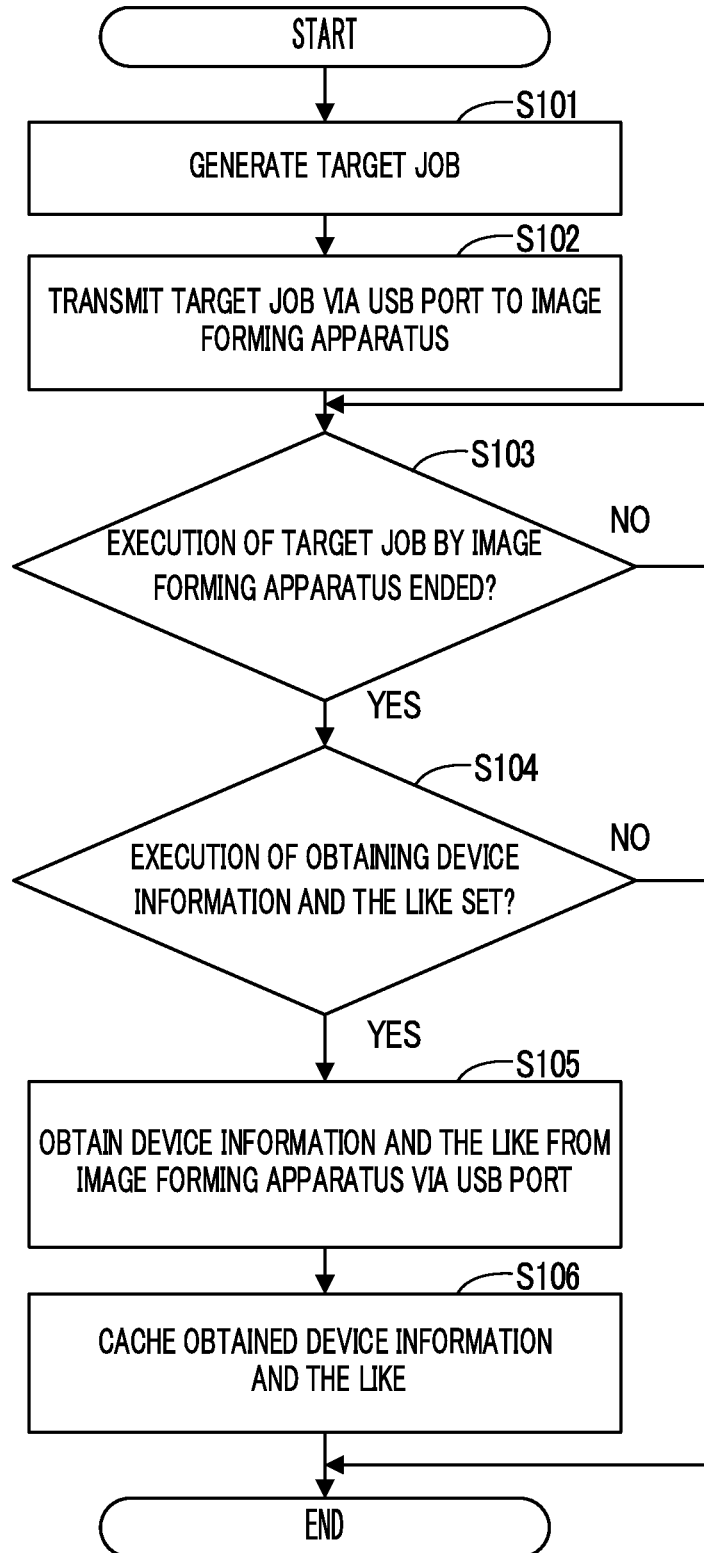 START
S101
GENERATE TARGET JOB
S102
TRANSMIT TARGET JOB VIA USB PORT TO IMAGE
FORMING APPARATUS
S103
EXECUTION OF TARGET JOB BY IMAGE
FORMING APPARATUS ENDED?
NO
YES
S104
EXECUTION OF OBTAINING DEVICE
INFORMATION AND THE LIKE SET?
NO
YES
S105
OBTAIN DEVICE INFORMATION AND THE LIKE FROM
IMAGE FORMING APPARATUS VIA USB PORT
S106
CACHE OBTAINED DEVICE INFORMATION
AND THE LIKE
END